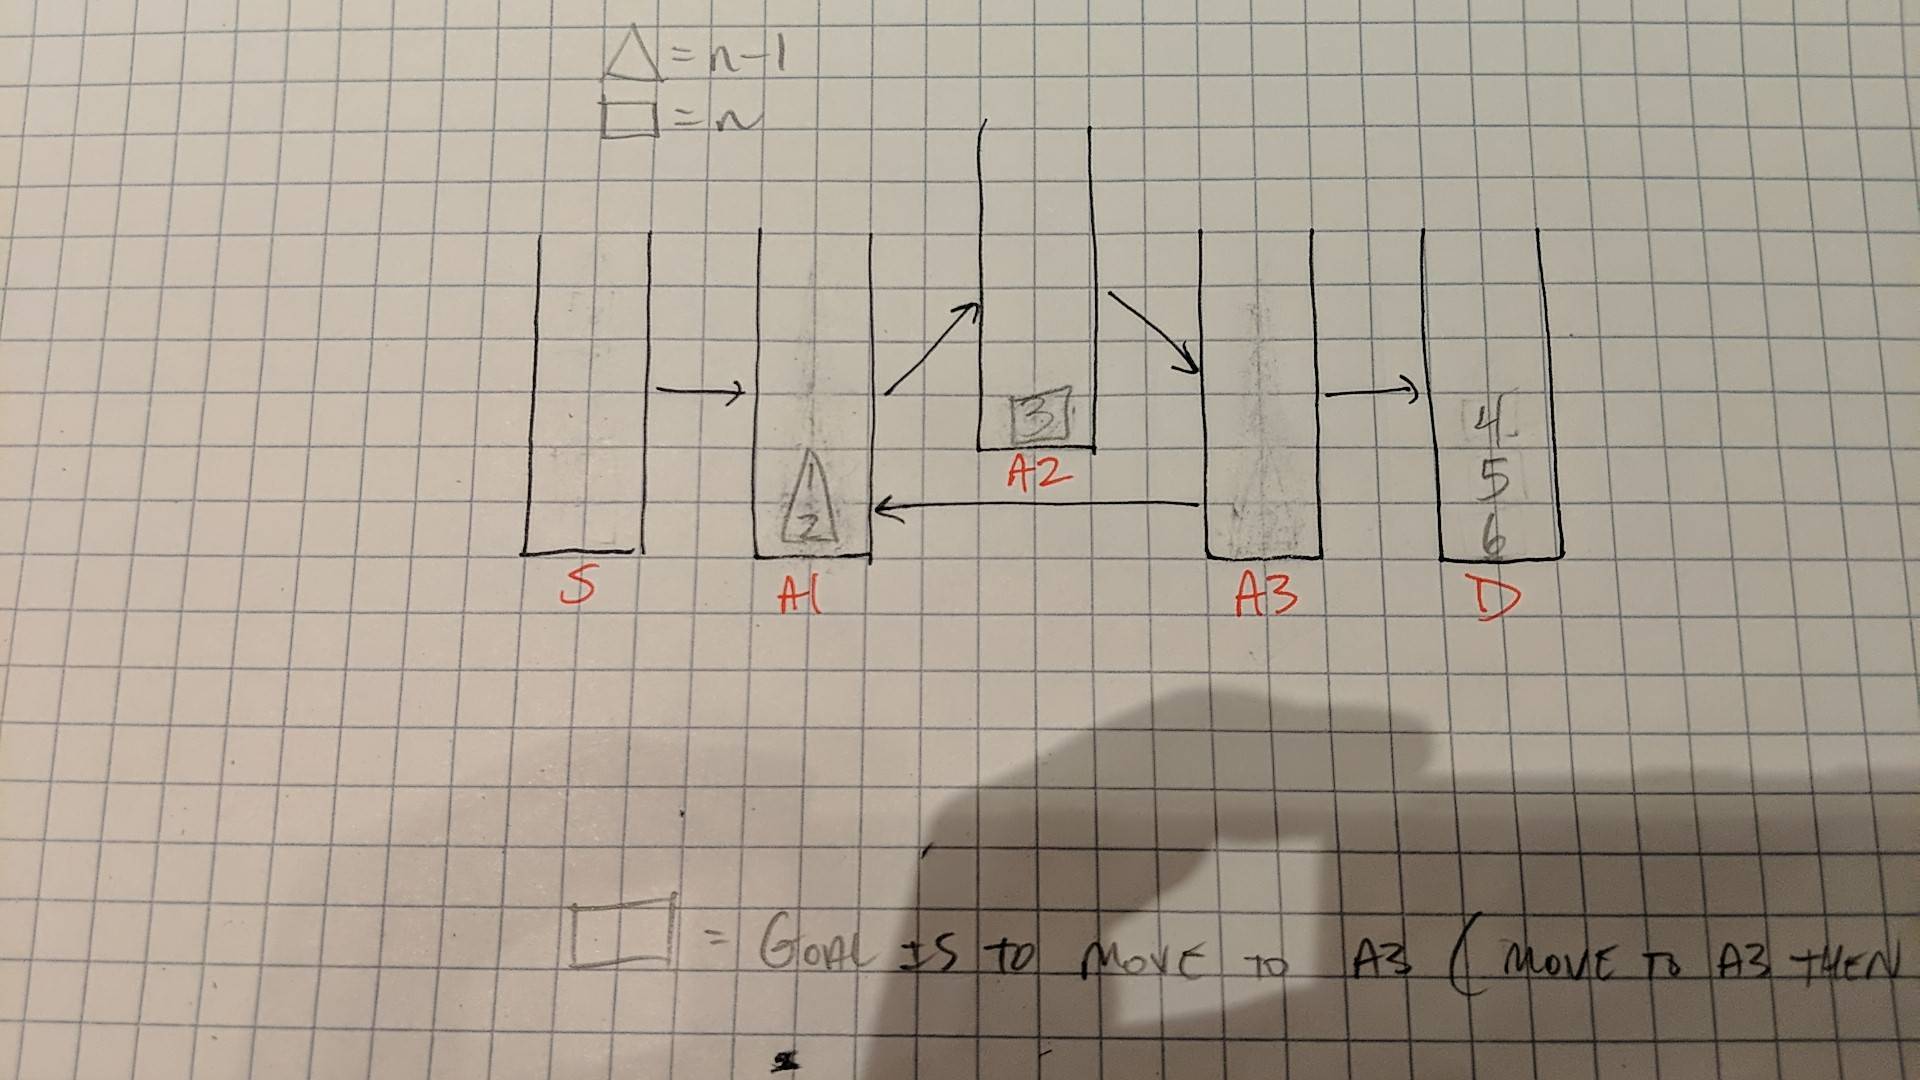 △ = n-1
□ = n
3
A2
1
2
4
5
6
S
A1
A3
D
□ = GOAL IS TO MOVE TO A3 ( MOVE TO A3 THEN